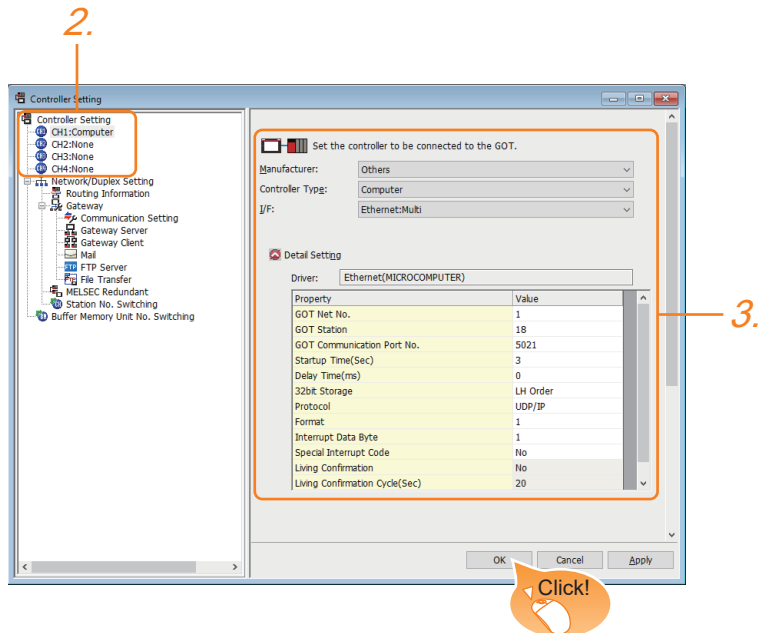 2.
Controller Setting
Controller Setting
CH1:Computer
CH2:None
CH3:None
CH4:None
Network/Duplex Setting
Routing Information
Gateway
Communication Setting
Gateway Server
Gateway Client
Mail
FTP FTP Server
File Transfer
MELSEC Redundant
Station No. Switching
Buffer Memory Unit No. Switching
Set the controller to be connected to the GOT.
Manufacturer: Others
Controller Type: Computer
I/F: Ethernet:Multi
Detail Setting
Driver: Ethernet(MICROCOMPUTER)
Property Value
GOT Net No. 1
GOT Station 18
GOT Communication Port No. 5021
Startup Time(Sec) 3
Delay Time(ms) 0
32bit Storage LH Order
Protocol UDP/IP
Format 1
Interrupt Data Byte 1
Special Interrupt Code No
Living Confirmation No
Living Confirmation Cycle(Sec) 20
3.
OK Cancel Apply
Click!